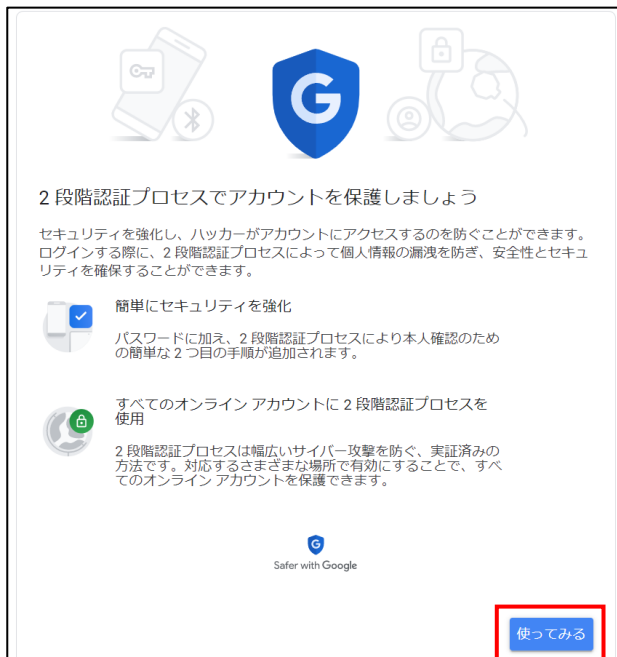 G
2 段階認証プロセスでアカウントを保護しましょう
セキュリティを強化し、ハッカーがアカウントにアクセスするのを防ぐことができます。
ログインする際に、2 段階認証プロセスによって個人情報の漏洩を防ぎ、安全性とセキュ
リティを確保することができます。
簡単にセキュリティを強化
パスワードに加え、2 段階認証プロセスにより本人確認のため
の簡単な 2 つ目の手順が追加されます。
すべてのオンライン アカウントに 2 段階認証プロセスを
使用
2 段階認証プロセスは幅広いサイバー攻撃を防ぐ、実証済みの
方法です。対応するさまざまな場所で有効にすることで、すべ
てのオンライン アカウントを保護できます。
G
Safer with Google
使ってみる